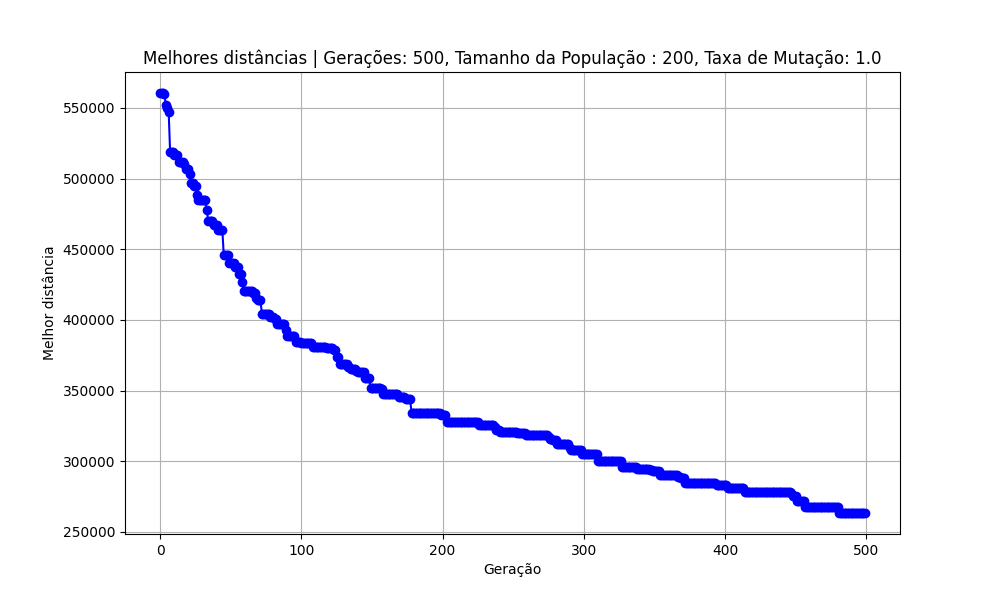 Melhores distâncias | Gerações: 500, Tamanho da População : 200, Taxa de Mutação: 1.0
550000
500000
450000
400000
350000
300000
250000
Melhor distância
0 100 200 300 400 500
Geração